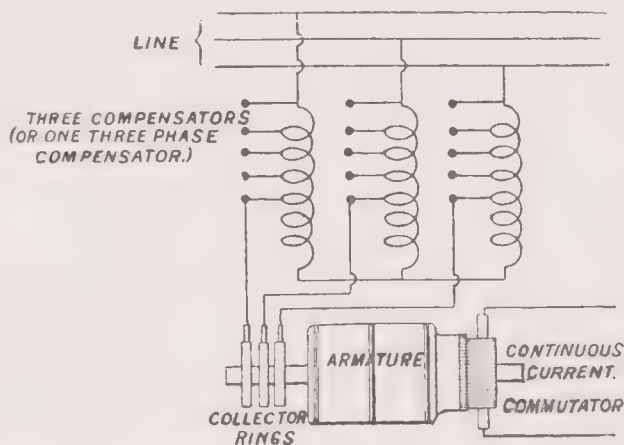 LINE
THREE COMPENSATORS
(OR ONE THREE PHASE
COMPENSATOR.)
ARMATURE
CONTINUOUS
CURRENT.
COMMUTATOR
COLLECTOR
RINGS